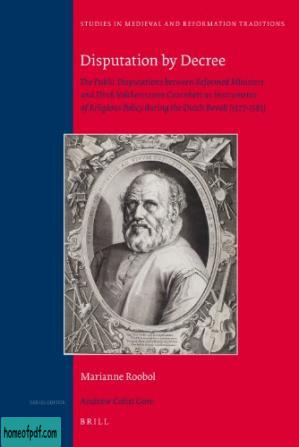 STUDIES IN MEDIEVAL AND REFORMATION TRADITIONS
Disputation by Decree
The Public Disputations between Reformed Ministers
and Dirck Volckertszoon Coornhert as Instruments
of Religious Policy during the Dutch Revolt (1577-1583)
Marianne Roobol
SERIES EDITOR
Andrew Colin Gow
BRILL
homeofpdf.com